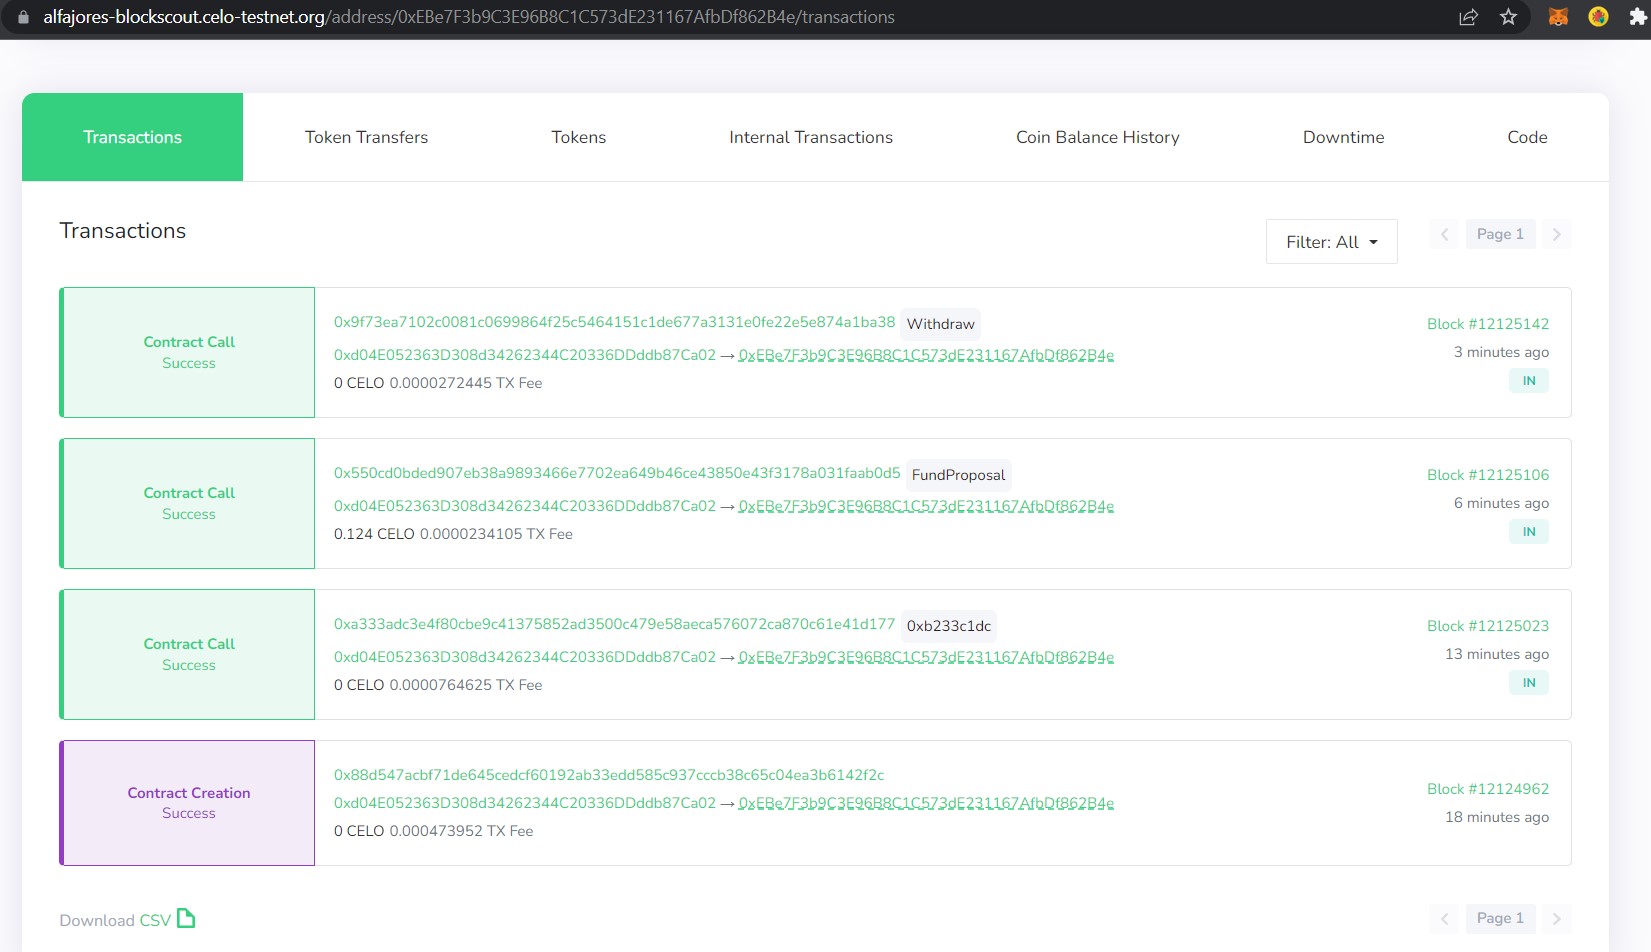 alfajores-blockscout.celo-testnet.org/address/0xEBe7F3b9C3E96B8C1C573dE231167AfbDf862B4e/transactions
Transactions Token Transfers Tokens Internal Transactions Coin Balance History Downtime Code
Transactions
Filter: All
Page 1
Contract Call
Success
0x9f73ea7102c0081c0699864f25c5464151c1de677a3131e0fe22e5e874a1ba38 Withdraw
0xd04E052363D308d34262344C20336DDddb87Ca02 → 0xEBe7F3b9C3E96B8C1C573dE231167AfbDf862B4e
0 CELO 0.0000272445 TX Fee
Block #12125142
3 minutes ago
IN
Contract Call
Success
0x550cd0bded907eb38a9893466e7702ea649b46ce43850e43f3178a031faab0d5 FundProposal
0xd04E052363D308d34262344C20336DDddb87Ca02 → 0xEBe7F3b9C3E96B8C1C573dE231167AfbDf862B4e
0.124 CELO 0.0000234105 TX Fee
Block #12125106
6 minutes ago
IN
Contract Call
Success
0xa333adc3e4f80cbe9c41375852ad3500c479e58aeca576072ca870c61e41d177 0xb233c1dc
0xd04E052363D308d34262344C20336DDddb87Ca02 → 0xEBe7F3b9C3E96B8C1C573dE231167AfbDf862B4e
0 CELO 0.0000764625 TX Fee
Block #12125023
13 minutes ago
IN
Contract Creation
Success
0x88d547acbf71de645cedcf60192ab33edd585c937cccb38c65c04ea3b6142f2c
0xd04E052363D308d34262344C20336DDddb87Ca02 → 0xEBe7F3b9C3E96B8C1C573dE231167AfbDf862B4e
0 CELO 0.000473952 TX Fee
Block #12124962
18 minutes ago
Download CSV
Page 1